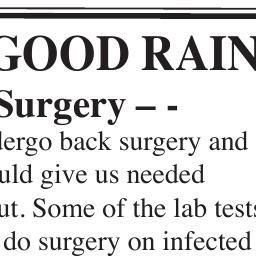 GOOD RAIN
Surgery – -
dergo back surgery and
uld give us needed
ut. Some of the lab tests
do surgery on infected